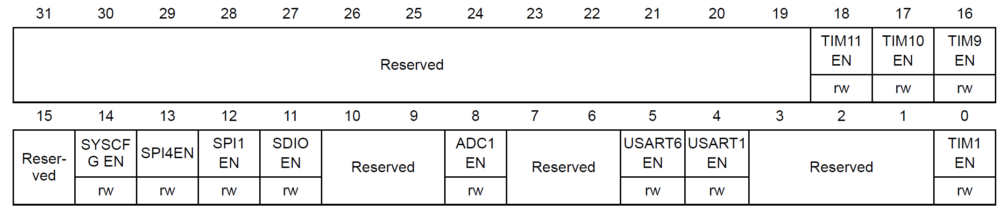 31 30 29 28 27 26 25 24 23 22 21 20 19 18 17 16
Reserved
TIM11 EN
TIM10 EN
TIM9 EN
rw rw rw
15 14 13 12 11 10 9 8 7 6 5 4 3 2 1 0
Reser-
ved
SYSCF
G EN
SPI4EN
SPI1
EN
SDIO
EN
Reserved
ADC1
EN
Reserved
USART6
EN
USART1
EN
Reserved
TIM1
EN
rw rw rw rw rw rw rw rw